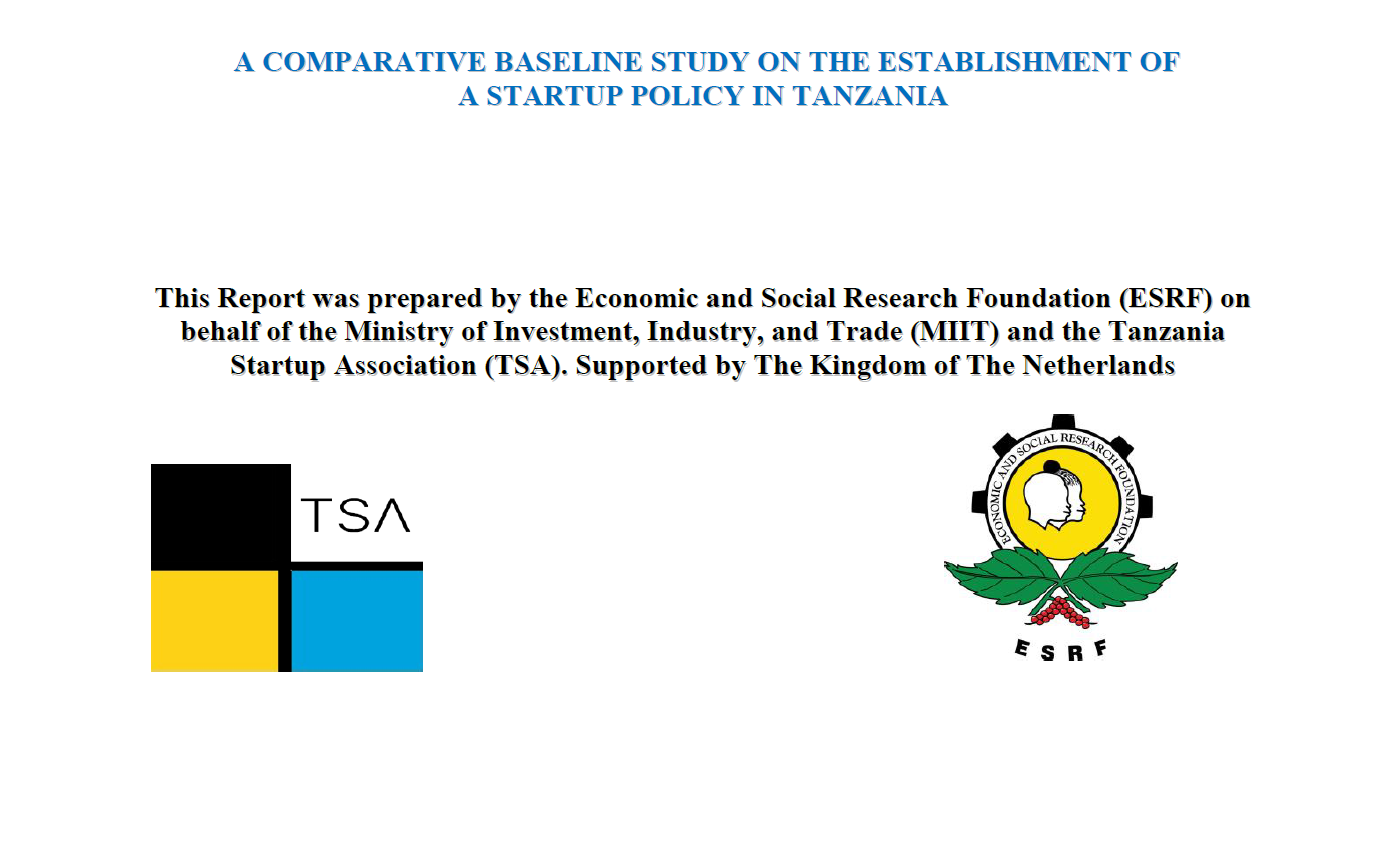 A COMPARATIVE BASELINE STUDY ON THE ESTABLISHMENT OF
A STARTUP POLICY IN TANZANIA
This Report was prepared by the Economic and Social Research Foundation (ESRF) on
behalf of the Ministry of Investment, Industry, and Trade (MIIT) and the Tanzania
Startup Association (TSA). Supported by The Kingdom of The Netherlands
TSA
ECONOMIC AND SOCIAL RESEARCH FOUNDATION
ESRF